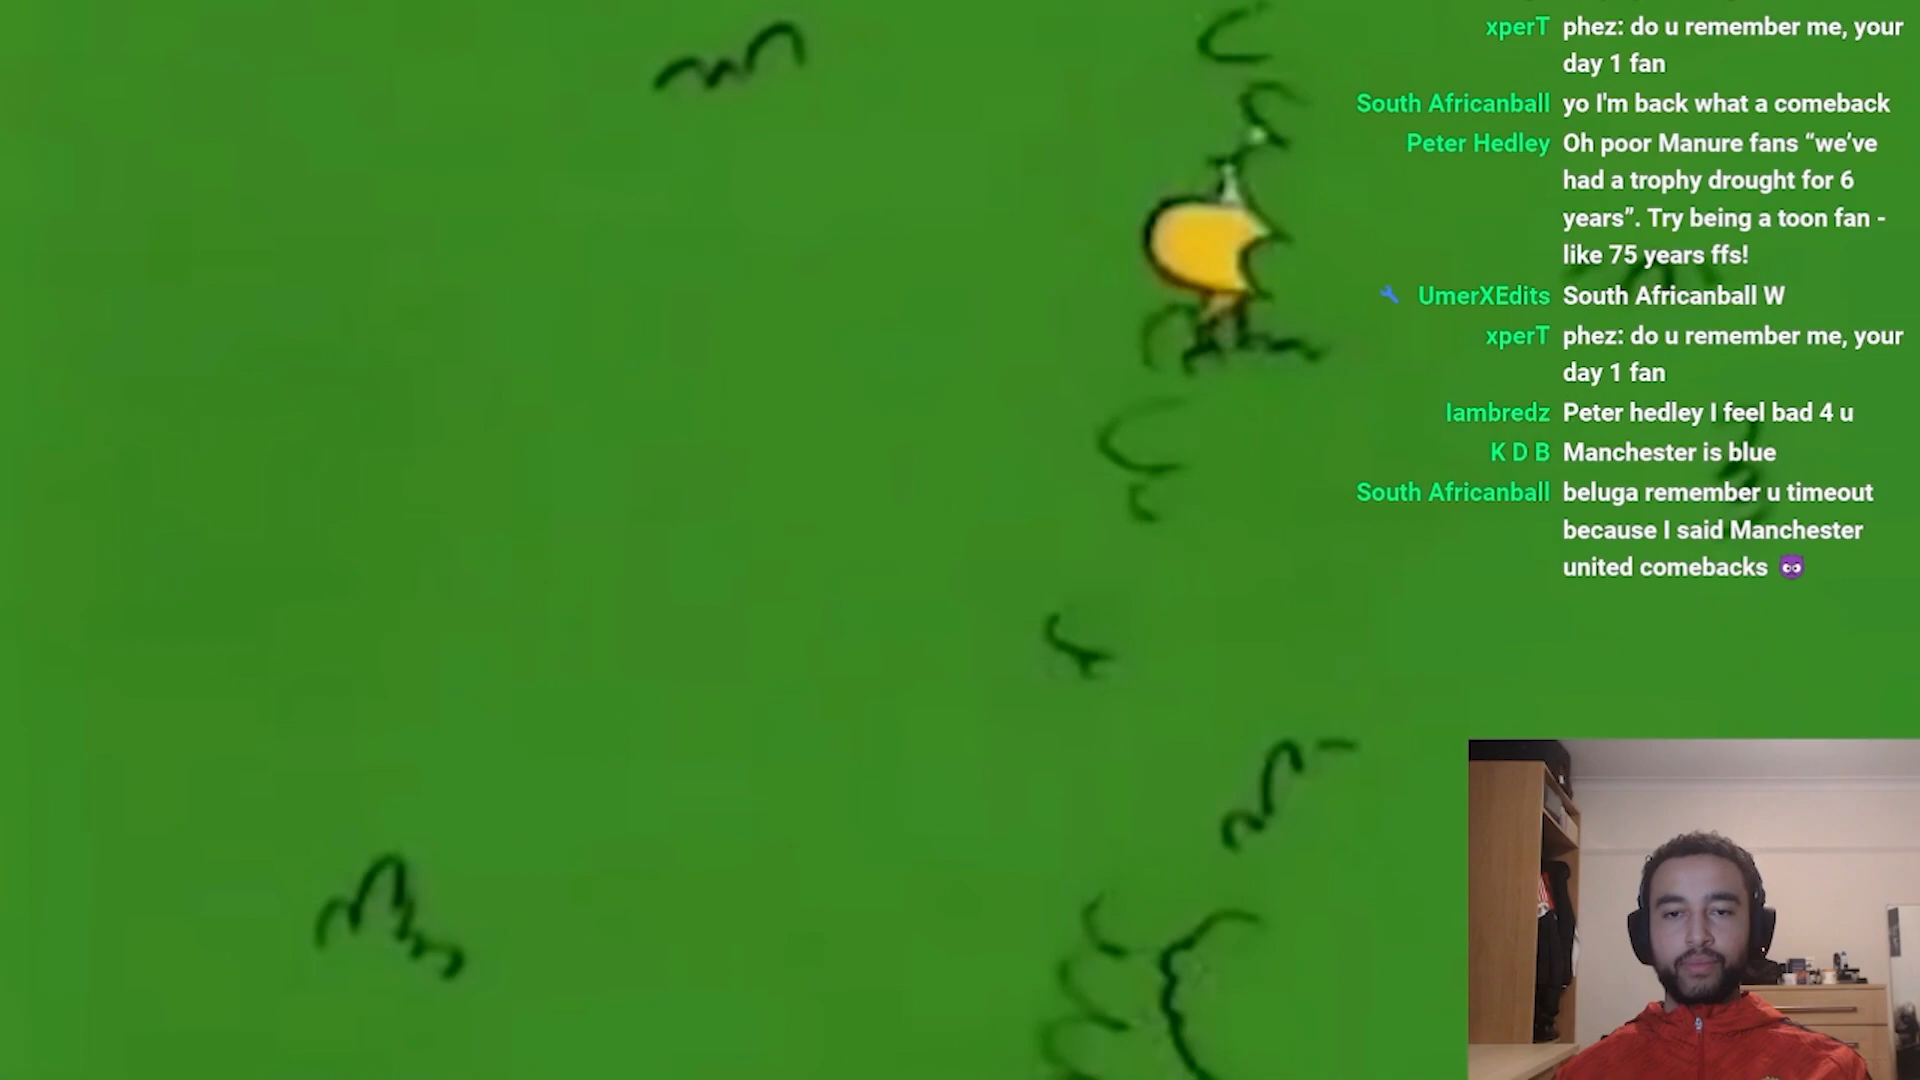 xperT phez: do u remember me, your
day 1 fan
South Africanball yo I'm back what a comeback
Peter Hedley Oh poor Manure fans “we’ve
had a trophy drought for 6
years”. Try being a toon fan -
like 75 years ffs!
UmerXEdits South Africanball W
xperT phez: do u remember me, your
day 1 fan
lambredz Peter hedley I feel bad 4 u
K D B Manchester is blue
South Africanball beluga remember u timeout
because I said Manchester
united comebacks 👿